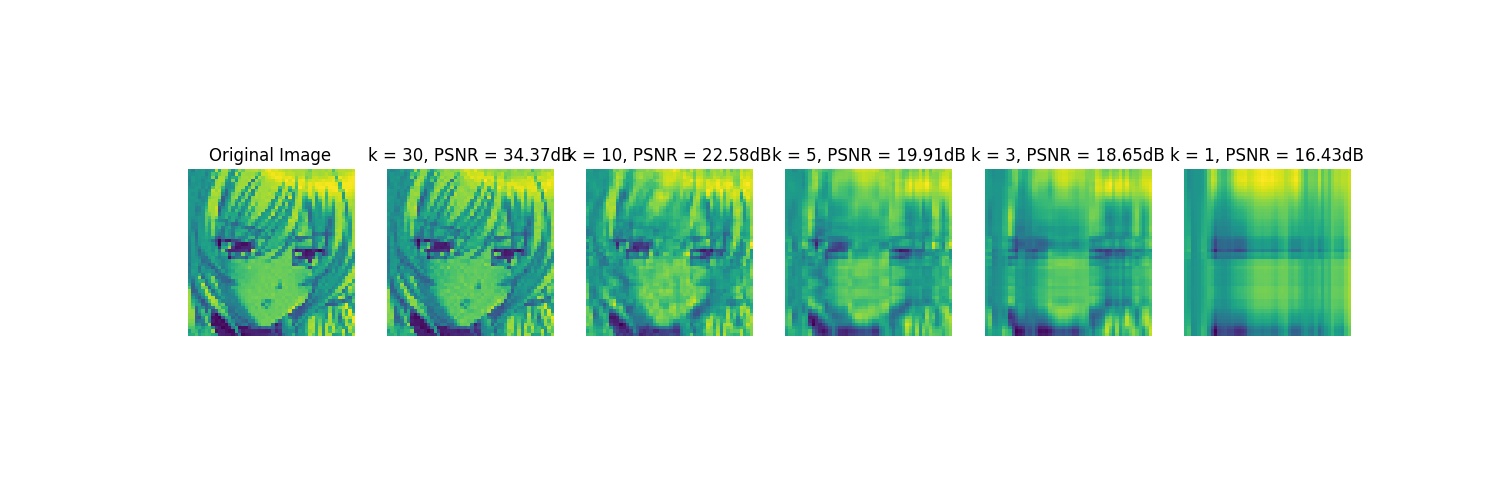 Original Image
k = 30, PSNR = 34.37dB
k = 10, PSNR = 22.58dB
k = 5, PSNR = 19.91dB
k = 3, PSNR = 18.65dB
k = 1, PSNR = 16.43dB